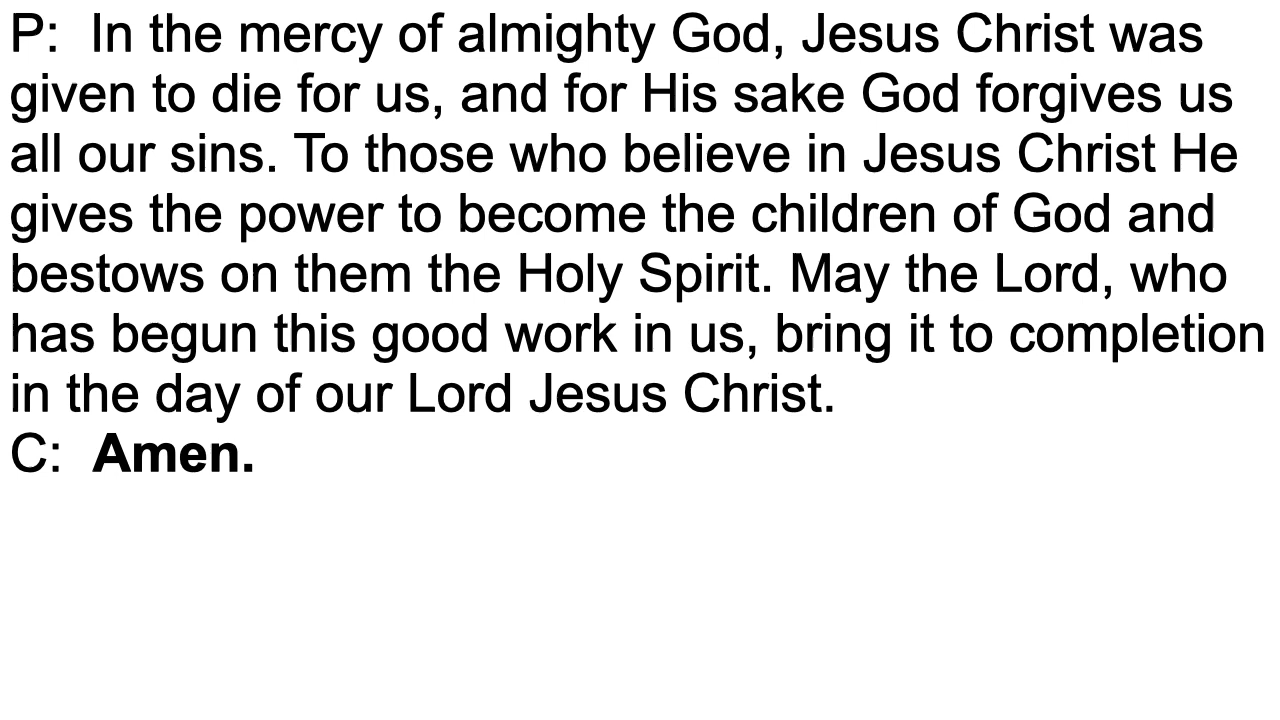 P:  In the mercy of almighty God, Jesus Christ was
given to die for us, and for His sake God forgives us
all our sins. To those who believe in Jesus Christ He
gives the power to become the children of God and
bestows on them the Holy Spirit. May the Lord, who
has begun this good work in us, bring it to completion
in the day of our Lord Jesus Christ.
C:  Amen.